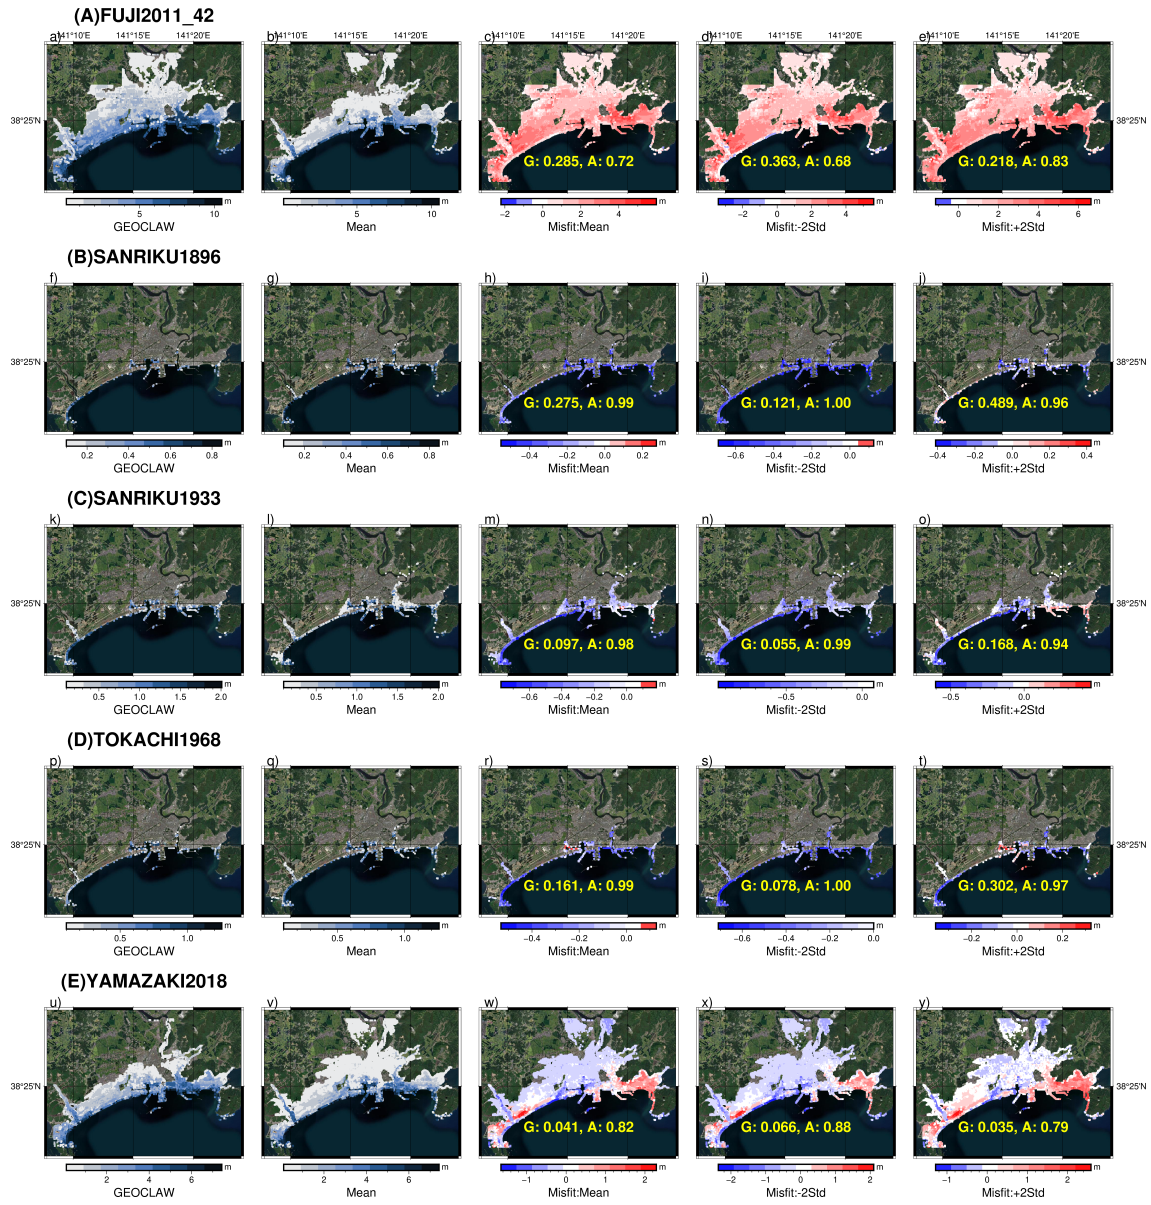 (A)FUJI2011_42
a) 141°10'E 141°15'E 141°20'E b) 141°10'E 141°15'E 141°20'E c) 141°10'E 141°15'E 141°20'E d) 141°10'E 141°15'E 141°20'E e) 141°10'E 141°15'E 141°20'E
38°25'N 38°25'N
G: 0.285, A: 0.72 G: 0.363, A: 0.68 G: 0.218, A: 0.83
5 10 m 5 10 m −2 0 2 4 m −2 0 2 4 m 0 2 4 6 m
GEOCLAW Mean Misfit:Mean Misfit:-2Std Misfit:+2Std
(B)SANRIKU1896
f) g) h) i) j)
38°25'N 38°25'N
G: 0.275, A: 0.99 G: 0.121, A: 1.00 G: 0.489, A: 0.96
0.2 0.4 0.6 0.8 m 0.2 0.4 0.6 0.8 m −0.4 −0.2 0.0 0.2 m −0.6 −0.4 −0.2 0.0 m −0.4 −0.2 0.0 0.2 0.4 m
GEOCLAW Mean Misfit:Mean Misfit:-2Std Misfit:+2Std
(C)SANRIKU1933
k) l) m) n) o)
38°25'N 38°25'N
G: 0.097, A: 0.98 G: 0.055, A: 0.99 G: 0.168, A: 0.94
0.5 1.0 1.5 2.0 m 0.5 1.0 1.5 2.0 m −0.6 −0.4 −0.2 0.0 m −0.5 0.0 m −0.5 0.0 m
GEOCLAW Mean Misfit:Mean Misfit:-2Std Misfit:+2Std
(D)TOKACHI1968
p) q) r) s) t)
38°25'N 38°25'N
G: 0.161, A: 0.99 G: 0.078, A: 1.00 G: 0.302, A: 0.97
0.5 1.0 m 0.5 1.0 m −0.4 −0.2 0.0 m −0.6 −0.4 −0.2 0.0 m −0.2 0.0 0.2 m
GEOCLAW Mean Misfit:Mean Misfit:-2Std Misfit:+2Std
(E)YAMAZAKI2018
u) v) w) x) y)
38°25'N 38°25'N
G: 0.041, A: 0.82 G: 0.066, A: 0.88 G: 0.035, A: 0.79
2 4 6 m 2 4 6 m −1 0 1 2 m −2 −1 0 1 2 m −1 0 1 2 m
GEOCLAW Mean Misfit:Mean Misfit:-2Std Misfit:+2Std